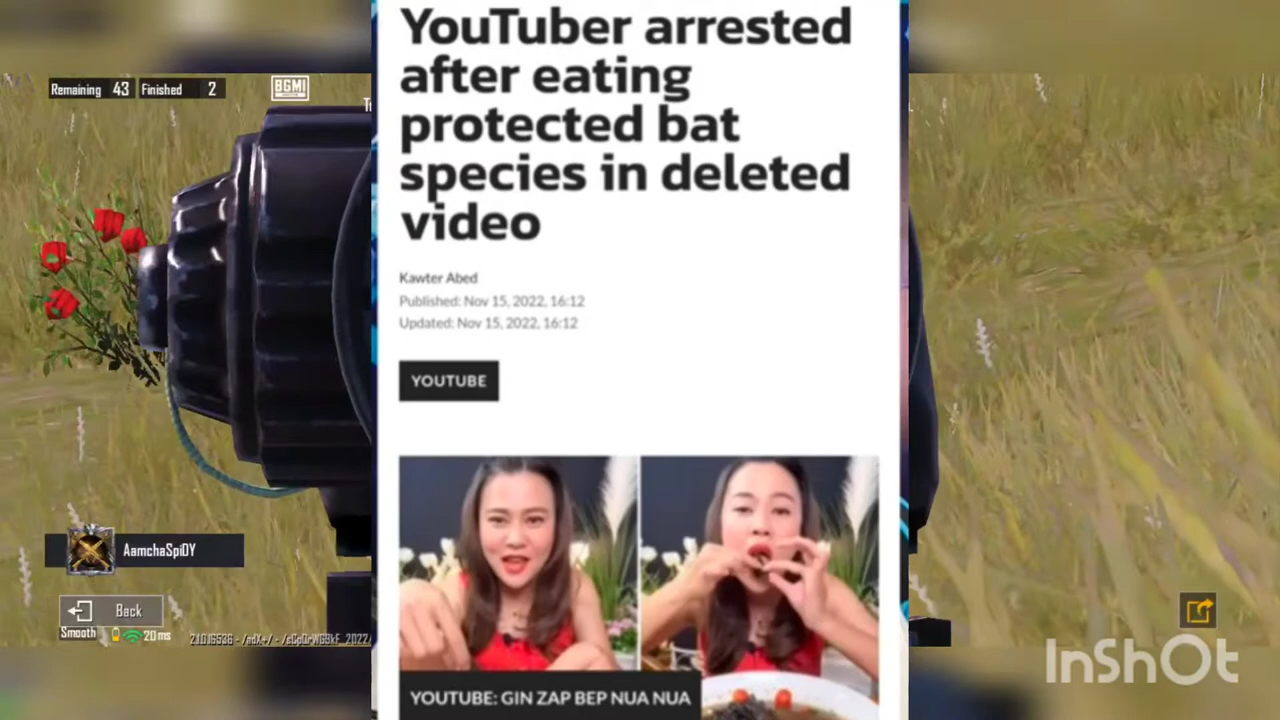 YouTuber arrested
after eating
protected bat
species in deleted
video
Kawter Abed
Published: Nov 15, 2022, 16:12
Updated: Nov 15, 2022, 16:12
YOUTUBE
YOUTUBE: GIN ZAP BEP NUA NUA
Remaining 43 Finished 2
BGMI
AamchaSpiDY
Back
Smooth 20 ms
InShOt